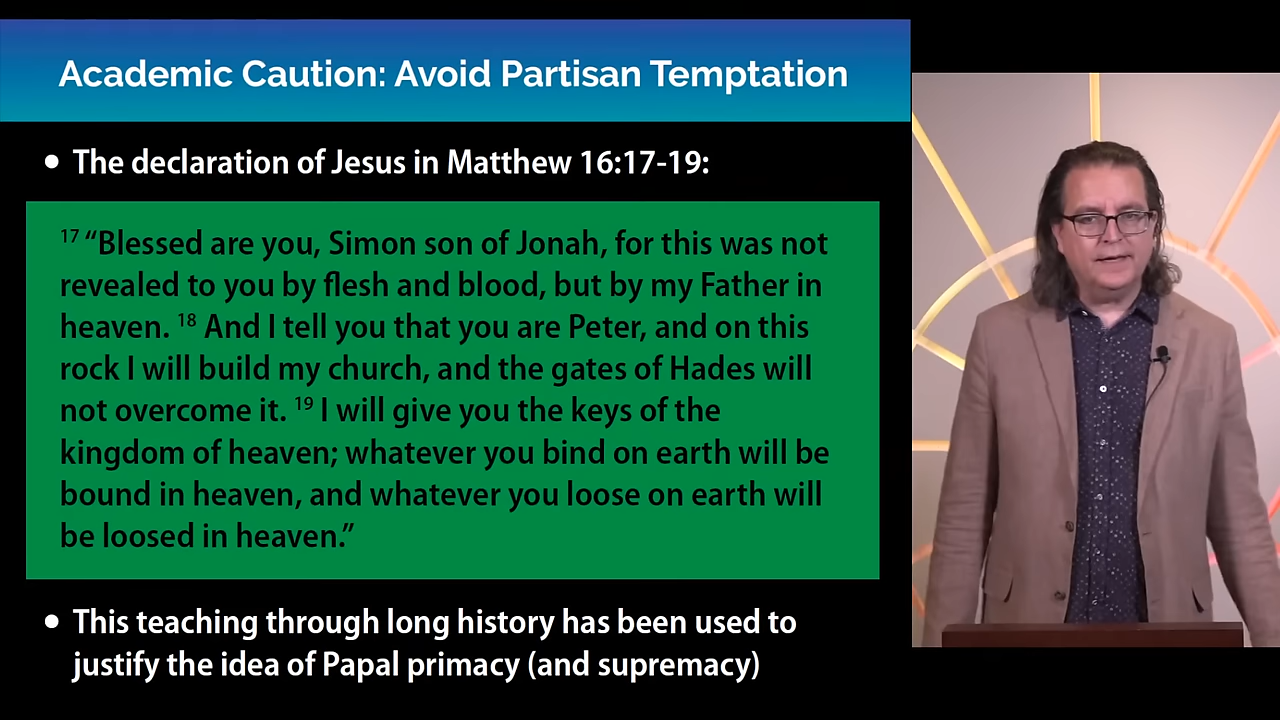 Academic Caution: Avoid Partisan Temptation
• The declaration of Jesus in Matthew 16:17-19:
17 “Blessed are you, Simon son of Jonah, for this was not
revealed to you by flesh and blood, but by my Father in
heaven. 18 And I tell you that you are Peter, and on this
rock I will build my church, and the gates of Hades will
not overcome it. 19 I will give you the keys of the
kingdom of heaven; whatever you bind on earth will be
bound in heaven, and whatever you loose on earth will
be loosed in heaven.”
• This teaching through long history has been used to
justify the idea of Papal primacy (and supremacy)